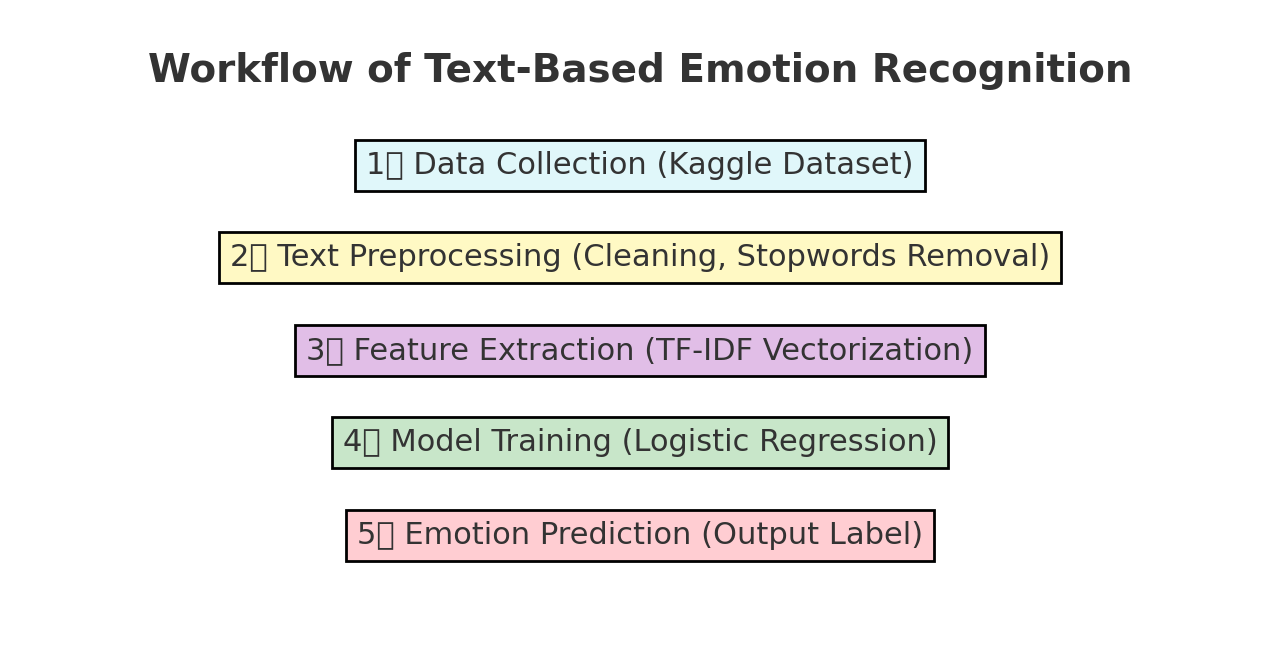 Workflow of Text-Based Emotion Recognition
1⃣ Data Collection (Kaggle Dataset)
2⃣ Text Preprocessing (Cleaning, Stopwords Removal)
3⃣ Feature Extraction (TF-IDF Vectorization)
4⃣ Model Training (Logistic Regression)
5⃣ Emotion Prediction (Output Label)